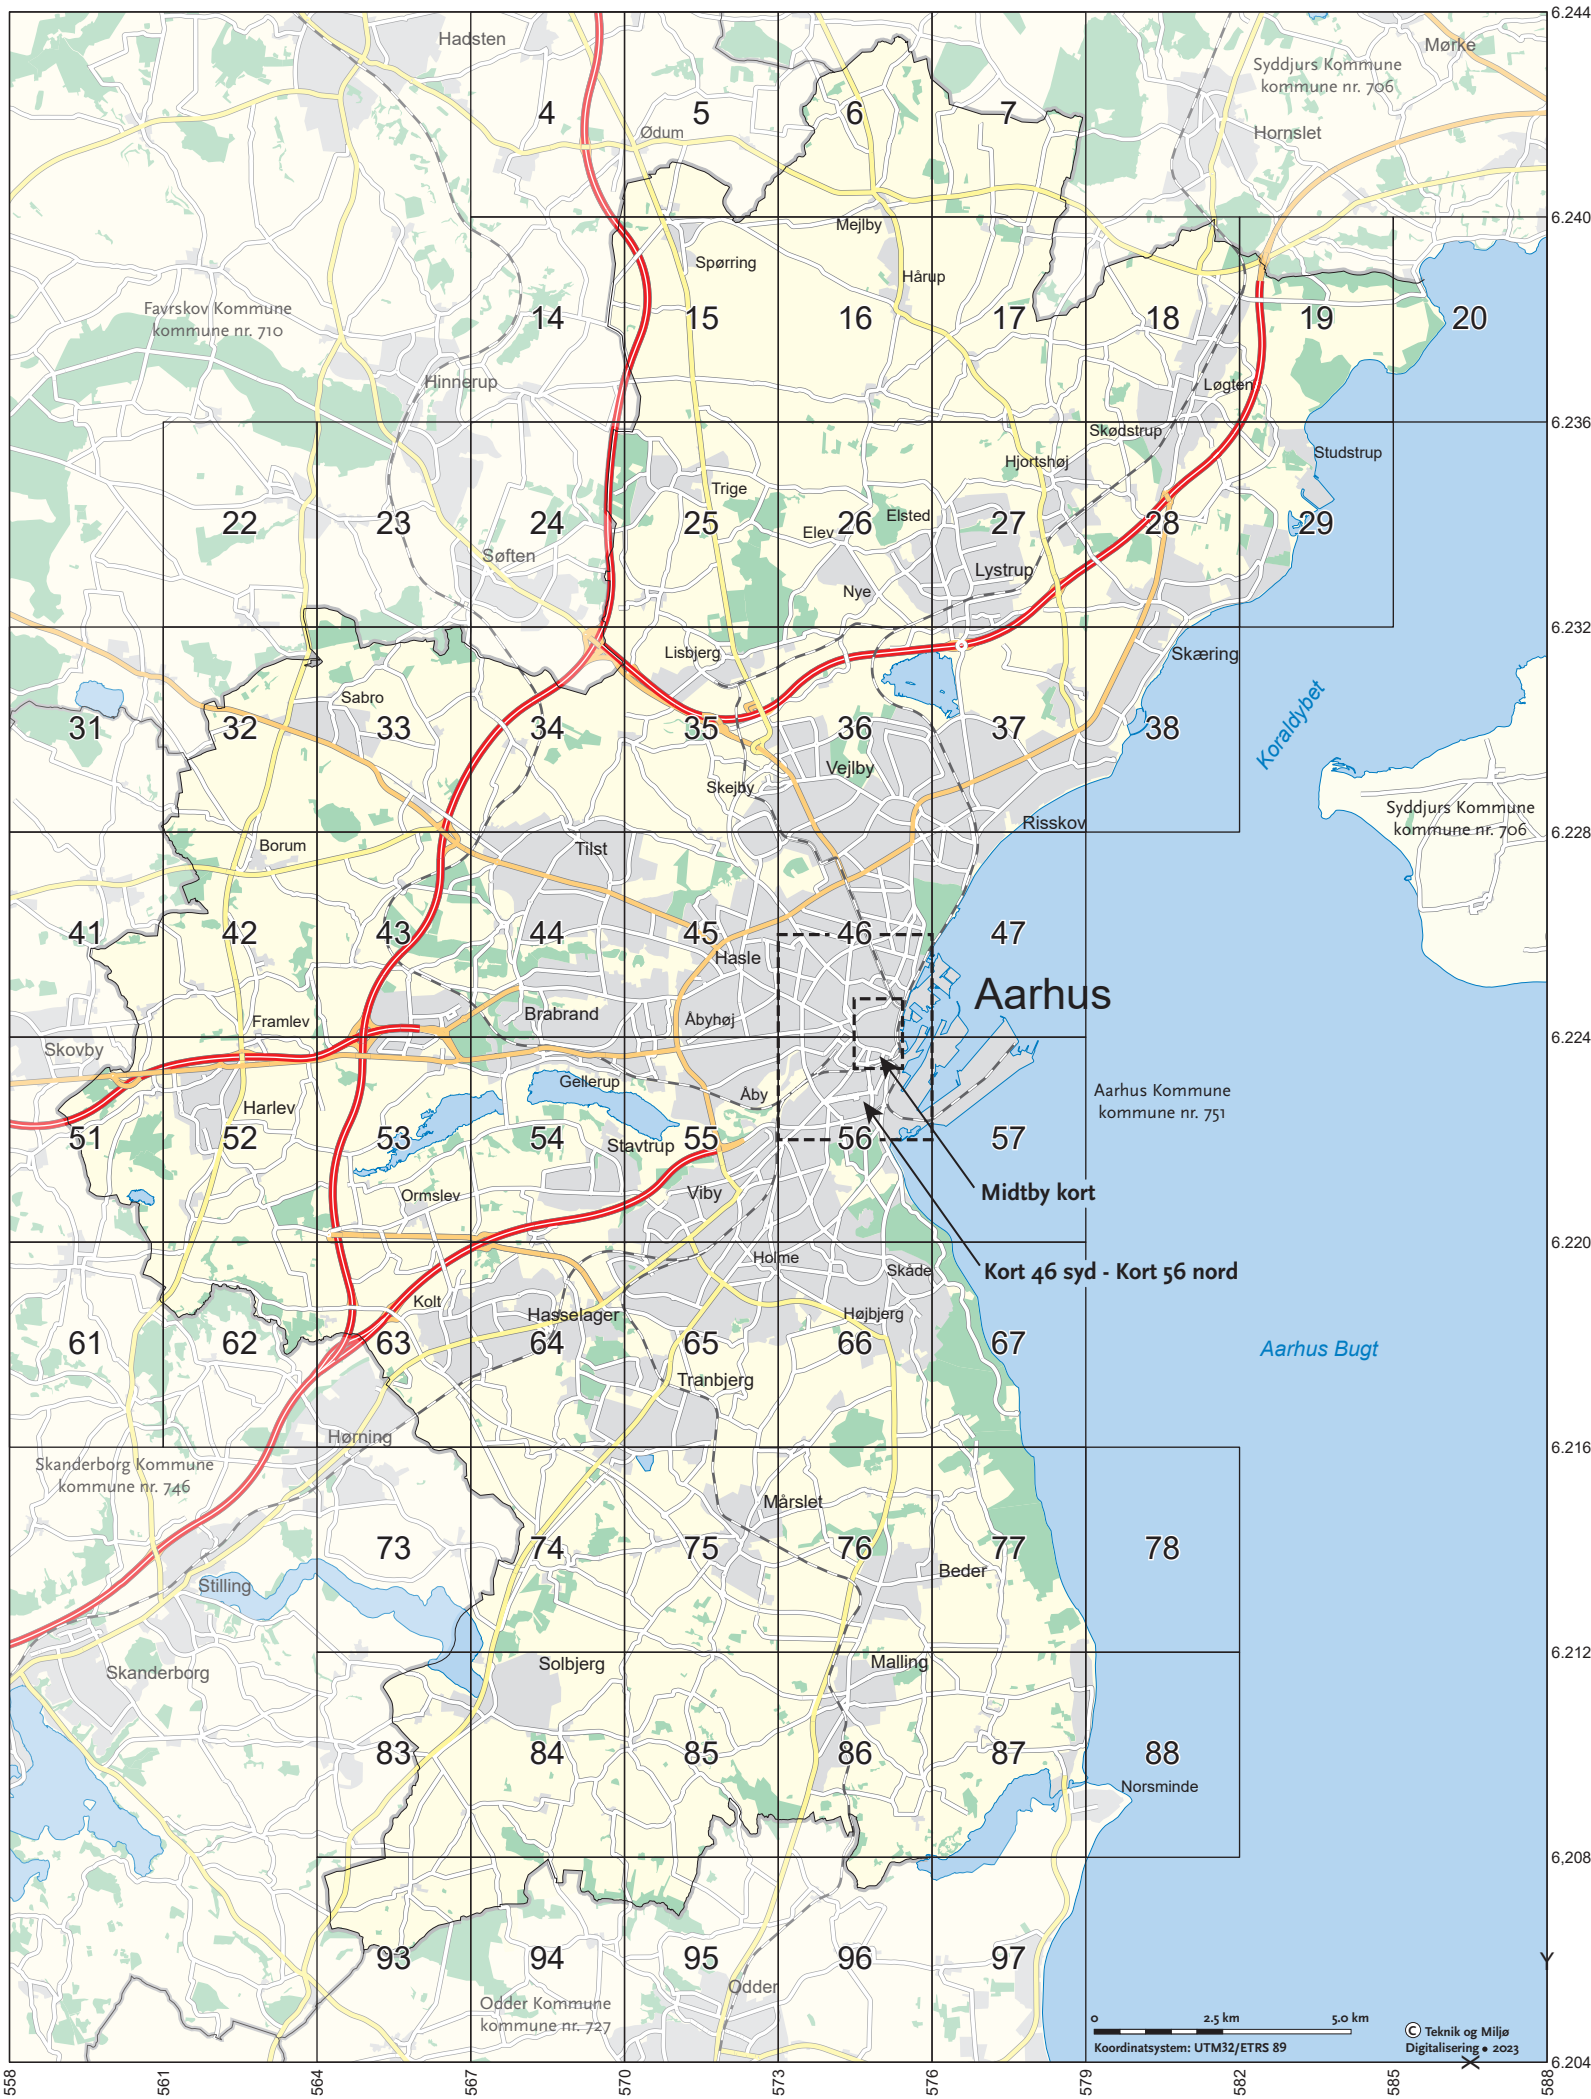 6.244
Hadsten
Mørke
Syddjurs Kommune
kommune nr. 706
4
5
6
7
Ødum
Hornslet
6.240
Mejlby
Spørring
Hårup
Favrskov Kommune
kommune nr. 710
14
15
16
17
18
19
20
Hinnerup
Løgten
6.236
Skødstrup
Studstrup
Hjortshøj
Trige
Elsted
22
23
24
25
26
27
28
29
Elev
Søften
Lystrup
Nye
6.232
Lisbjerg
Skæring
Sabro
31
32
33
34
35
36
37
38
Koraldybet
Vejlby
Skejby
Syddjurs Kommune
kommune nr. 706
Risskov
6.228
Borum
Tilst
41
42
43
44
45
46
47
Hasle
Aarhus
Brabrand
Åbyhøj
Framlev
6.224
Skovby
Gellerup
Åby
Aarhus Kommune
kommune nr. 751
Harlev
51
52
53
54
55
56
57
Stavtrup
Ormslev
Viby
Midtby kort
6.220
Holme
Skåde
Kort 46 syd - Kort 56 nord
Kolt
Hasselager
Højbjerg
61
62
63
64
65
66
67
Aarhus Bugt
Tranbjerg
Hørning
6.216
Skanderborg Kommune
kommune nr. 746
Mårslet
73
74
75
76
77
78
Beder
Stilling
6.212
Solbjerg
Malling
Skanderborg
83
84
85
86
87
88
Norsminde
6,208
93
94
95
96
97
Y
Odder
Odder Kommune
kommune nr. 727
0
2.5 km
5.0 km
Koordinatsystem: UTM32/ETRS 89
© Teknik og Miljø
Digitalisering • 2023
X
6.204
558
561
564
567
570
573
576
579
582
585
588